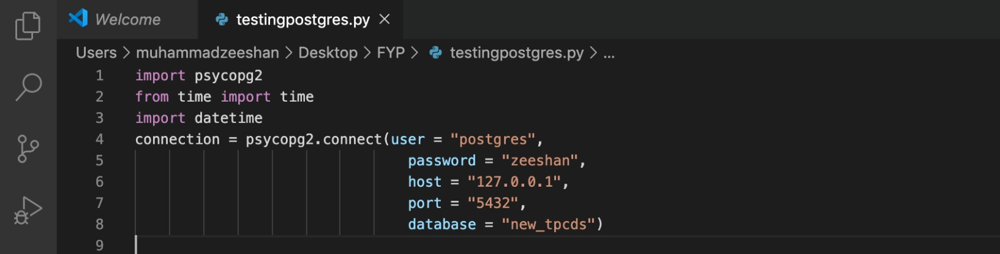 Welcome testingpostgres.py
Users > muhammadzeeshan > Desktop > FYP > testingpostgres.py > ...
1 import psycopg2
2 from time import time
3 import datetime
4 connection = psycopg2.connect(user = "postgres",
5 password = "zeeshan",
6 host = "127.0.0.1",
7 port = "5432",
8 database = "new_tpcds")
9